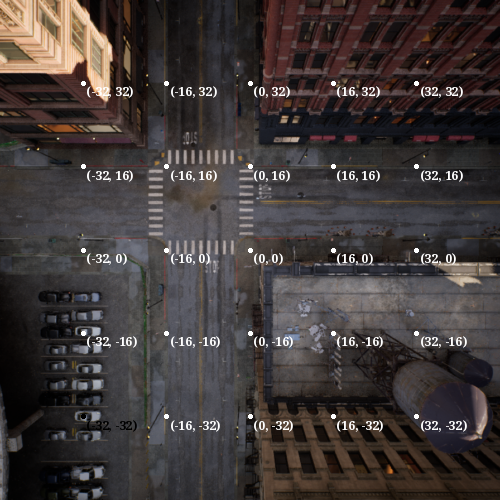 (-32, 32) (-16, 32) (0, 32) (16, 32) (32, 32)
STOP
(-32, 16) (-16, 16) (0, 16) (16, 16) (32, 16)
(-32, 0) (-16, 0) (0, 0) (16, 0) (32, 0)
(-32, -16) (-16, -16) (0, -16) (16, -16) (32, -16)
(-32, -32) (-16, -32) (0, -32) (16, -32) (32, -32)